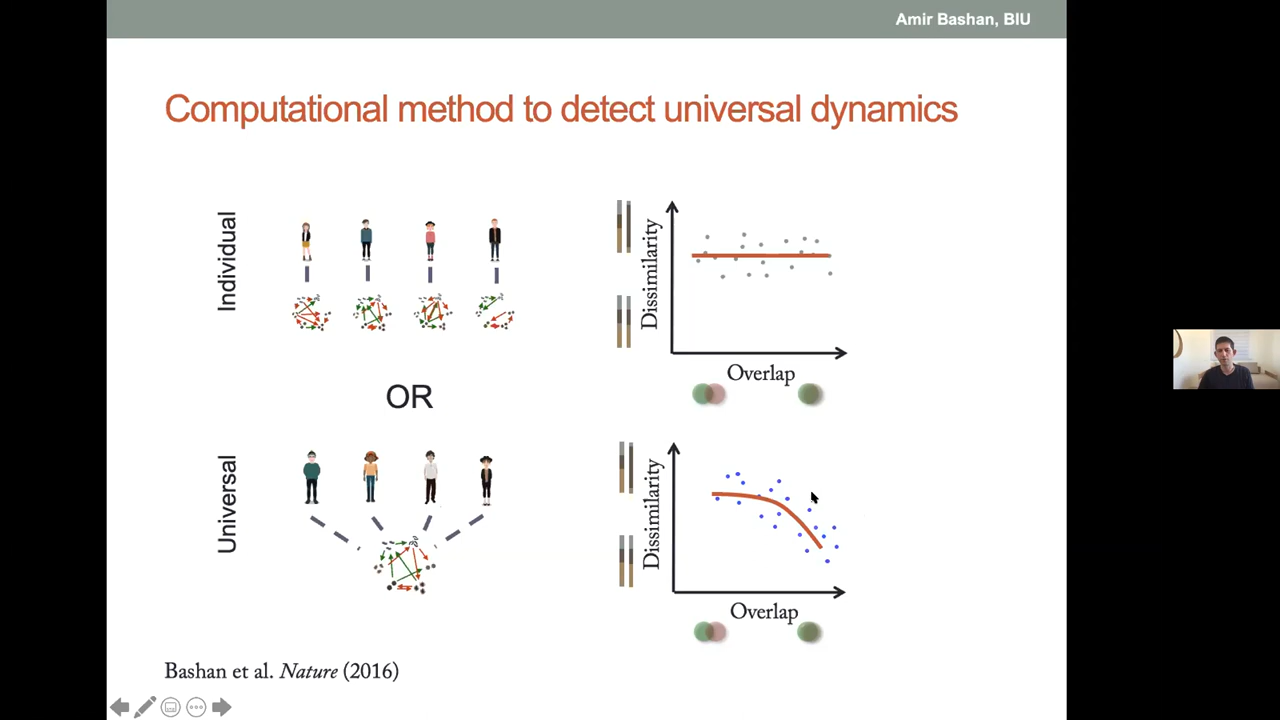 Amir Bashan, BIU
Computational method to detect universal dynamics
Individual
Dissimilarity
Overlap
OR
Universal
Dissimilarity
Overlap
Bashan et al. Nature (2016)